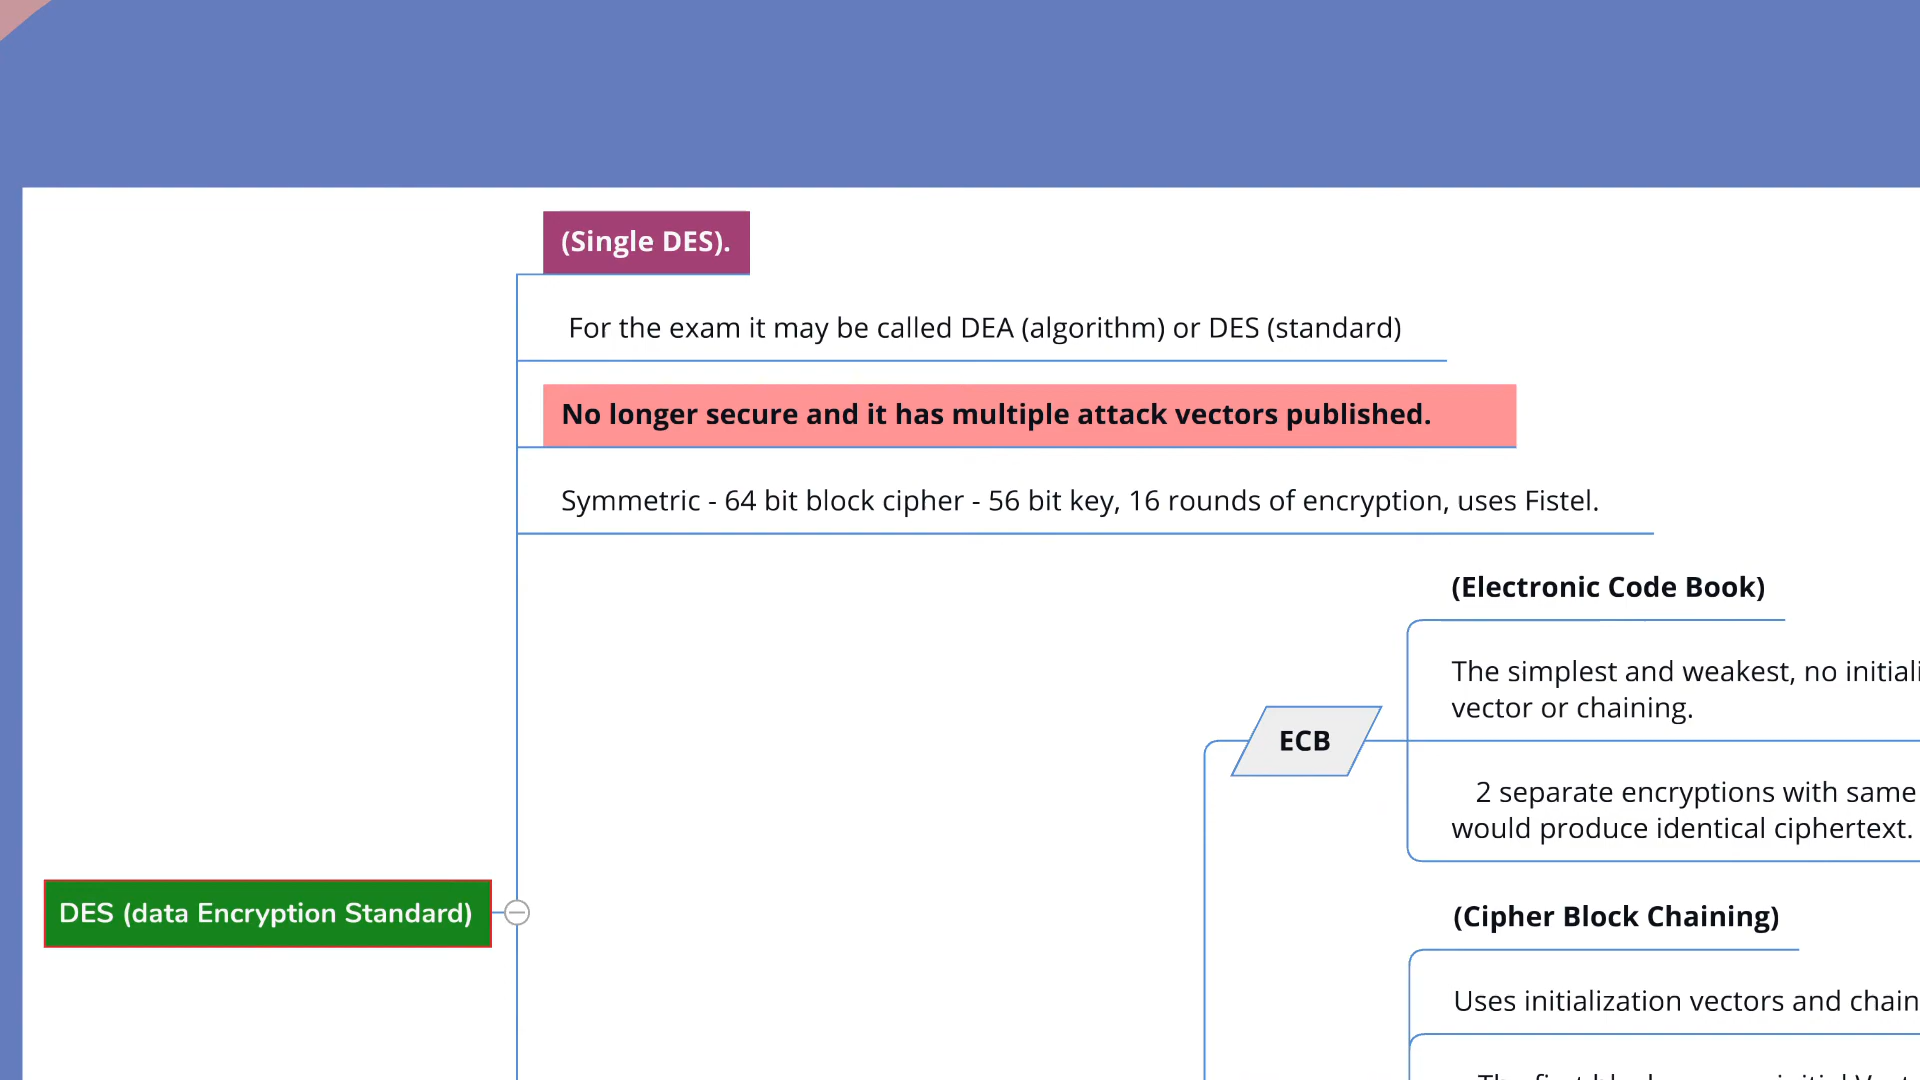 (Single DES).
For the exam it may be called DEA (algorithm) or DES (standard)
No longer secure and it has multiple attack vectors published.
Symmetric - 64 bit block cipher - 56 bit key, 16 rounds of encryption, uses Fistel.
(Electronic Code Book)
The simplest and weakest, no
vector or chaining.
ECB
2 separate encryptions with same
would produce identical ciphertext.
DES (data Encryption Standard)
(Cipher Block Chaining)
Uses initialization vectors and